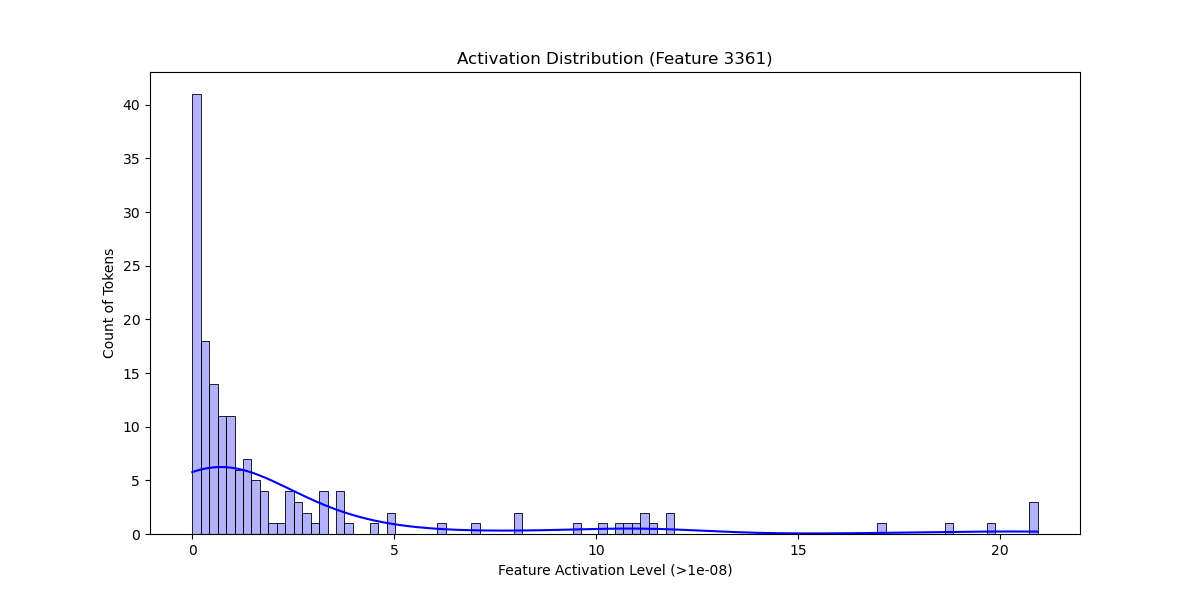 Activation Distribution (Feature 3361)
Count of Tokens
40
35
30
25
20
15
10
5
0
0 5 10 15 20
Feature Activation Level (>1e-08)